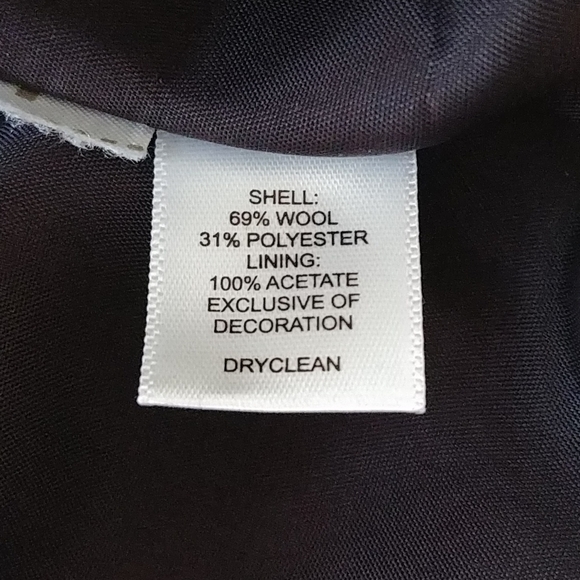 SHELL:
69% WOOL
31% POLYESTER
LINING:
100% ACETATE
EXCLUSIVE OF
DECORATION
DRYCLEAN